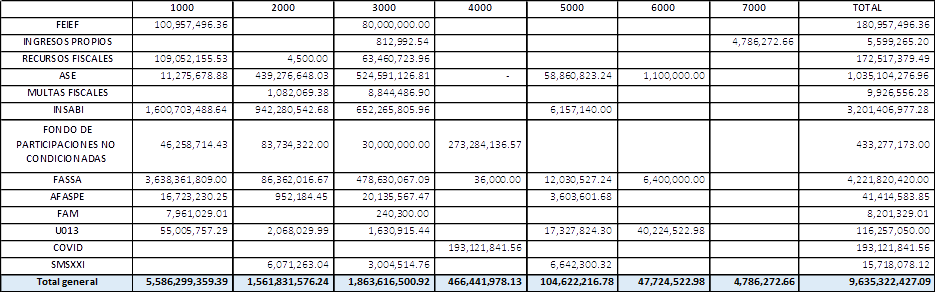 1000 2000 3000 4000 5000 6000 7000 TOTAL
FEIEF 100,957,496.36 80,000,000.00 180,957,496.36
INGRESOS PROPIOS 812,992.54 4,786,272.66 5,599,265.20
RECURSOS FISCALES 109,052,155.53 4,500.00 63,460,723.96 172,517,379.49
ASE 11,275,678.88 439,276,648.03 524,591,126.81 - 58,860,823.24 1,100,000.00 1,035,104,276.96
MULTAS FISCALES 1,082,069.38 8,844,486.90 9,926,556.28
INSABI 1,600,703,488.64 942,280,542.68 652,265,805.96 6,157,140.00 3,201,406,977.28
FONDO DE
PARTICIPACIONES NO 46,258,714.43 83,734,322.00 30,000,000.00 273,284,136.57 433,277,173.00
CONDICIONADAS
FASSA 3,638,361,809.00 86,362,016.67 478,630,067.09 36,000.00 12,030,527.24 6,400,000.00 4,221,820,420.00
AFASPE 16,723,230.25 952,184.45 20,135,567.47 3,603,601.68 41,414,583.85
FAM 7,961,029.01 240,300.00 8,201,329.01
U013 55,005,757.29 2,068,029.99 1,630,915.44 17,327,824.30 40,224,522.98 116,257,050.00
COVID 193,121,841.56 193,121,841.56
SMSXXI 6,071,263.04 3,004,514.76 6,642,300.32 15,718,078.12
Total general 5,586,299,359.39 1,561,831,576.24 1,863,616,500.92 466,441,978.13 104,622,216.78 47,724,522.98 4,786,272.66 9,635,322,427.09